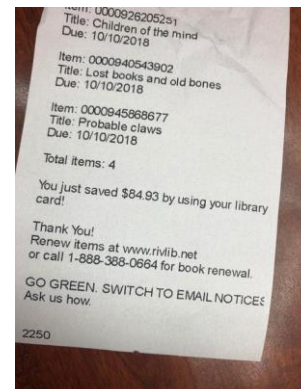 Item: 0000926205251
Title: Children of the mind
Due: 10/10/2018
Item: 0000940543902
Title: Lost books and old bones
Due: 10/10/2018
Item: 0000945868677
Title: Probable claws
Due: 10/10/2018
Total items: 4
You just saved $84.93 by using your library
card!
Thank You!
Renew items at www.rivlib.net
or call 1-888-388-0664 for book renewal.
GO GREEN. SWITCH TO EMAIL NOTICES
Ask us how.
2250